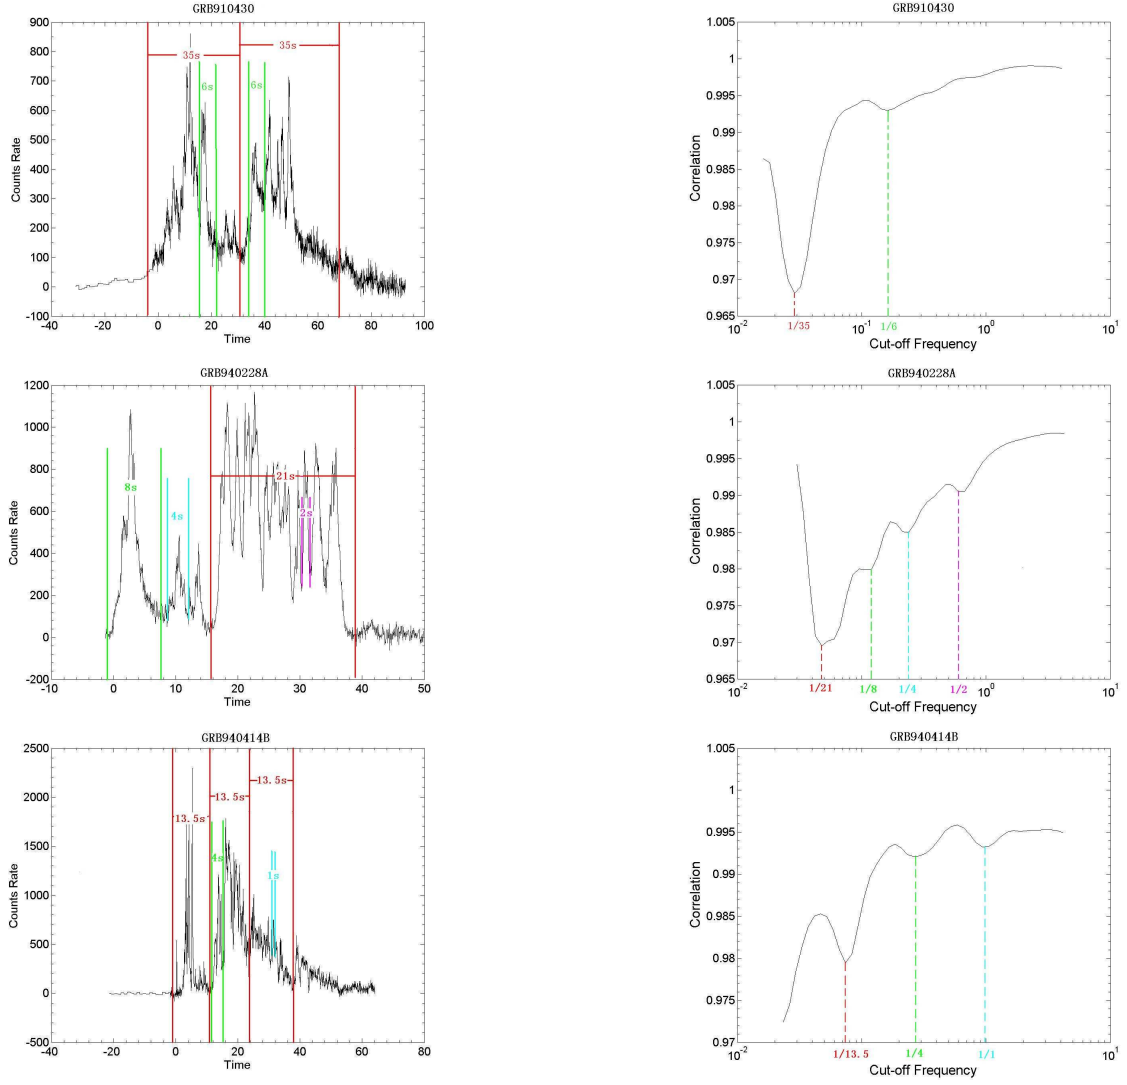 GRB910430
900
800
700
600
500
400
300
200
100
0
-100
-40 -20 0 20 40 60 80 100
Counts Rate
Time
35s
35s
6s
6s
GRB910430
1.005
1
0.995
0.99
0.985
0.98
0.975
0.97
0.965
10-2 10-1 100 101
Correlation
Cut-off Frequency
1/35
1/6
GRB940228A
1200
1000
800
600
400
200
0
-200
-10 0 10 20 30 40 50
Counts Rate
Time
8s
4s
21s
2s
GRB940228A
1.005
1
0.995
0.99
0.985
0.98
0.975
0.97
0.965
10-2 10-1 100 101
Correlation
Cut-off Frequency
1/21
1/8
1/4
1/2
GRB940414B
2500
2000
1500
1000
500
0
-500
-40 -20 0 20 40 60 80
Counts Rate
Time
13.5s
13.5s
13.5s
4s
1s
GRB940414B
1.005
1
0.995
0.99
0.985
0.98
0.975
0.97
10-2 10-1 100 101
Correlation
Cut-off Frequency
1/13.5
1/4
1/1